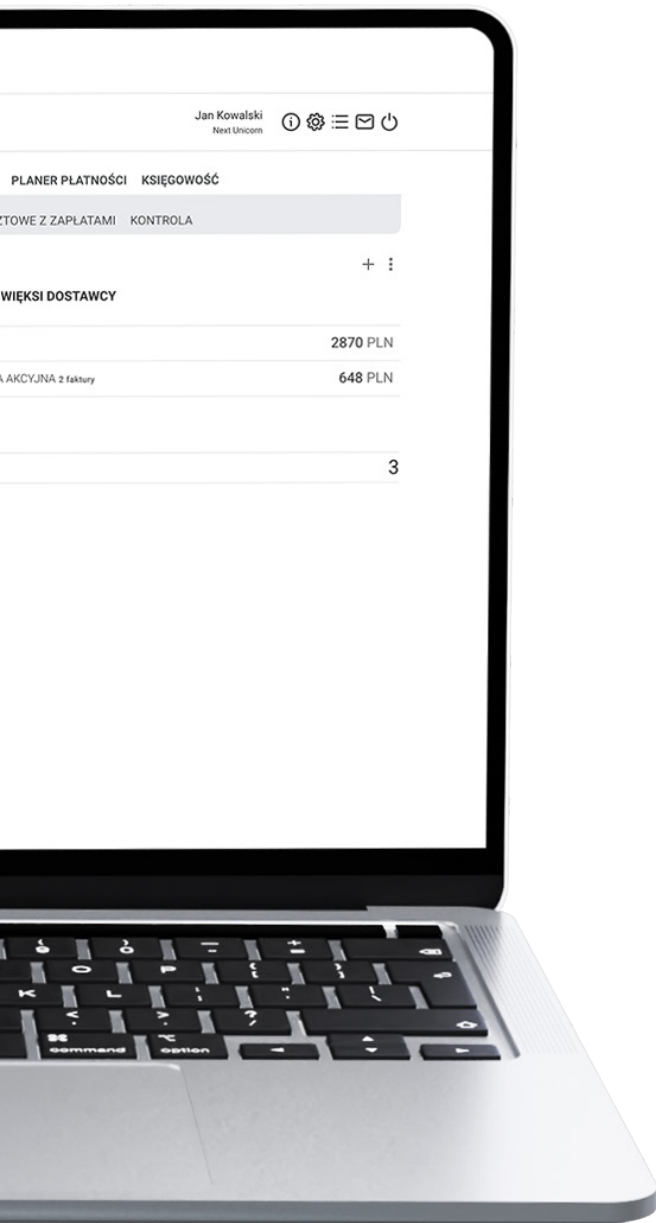 Jan Kowalski
Next Unicorn
PLANER PŁATNOŚCI KSIĘGOWOŚĆ
Z ZAPŁATAMI KONTROLA
WIĘKSI DOSTAWCY
2870 PLN
AKCYJNA 2 faktury 648 PLN
3
- + =
O P { [ } ]
K L : ; " ' \ |
< , > . ? /
⌘ ⌥
command option